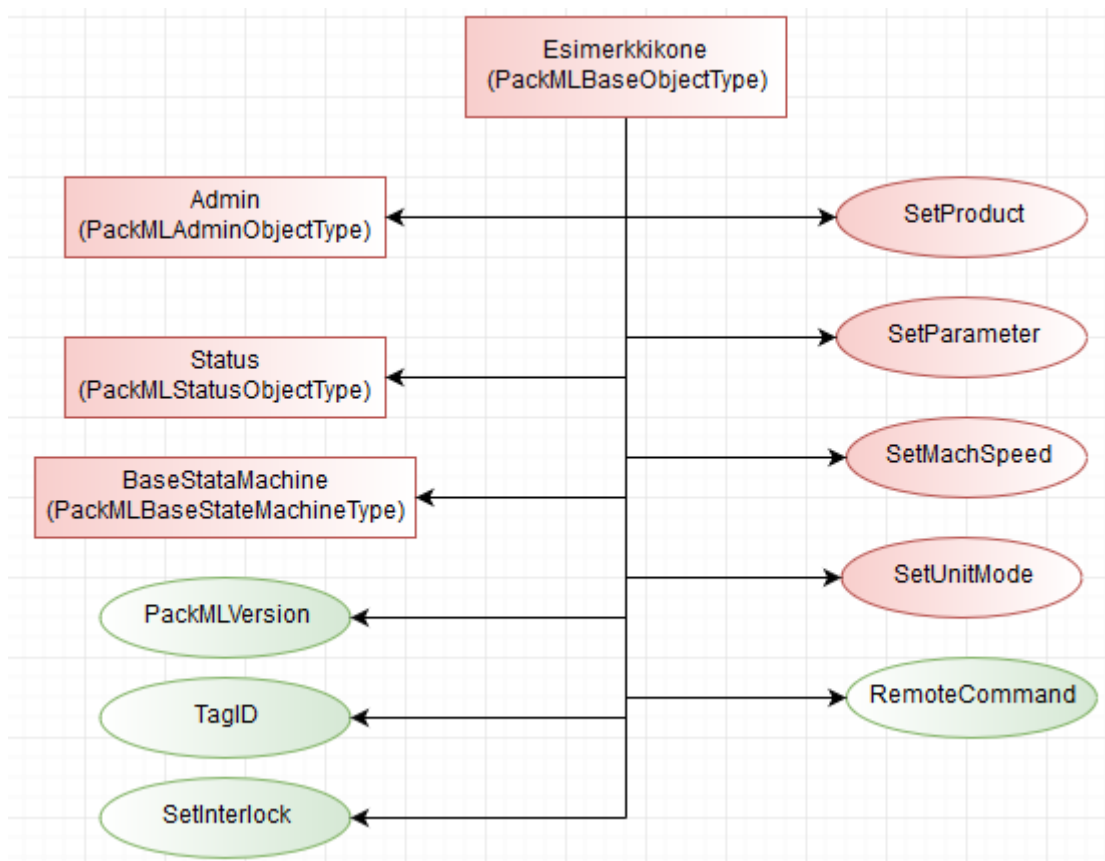 Esimerkkikone
(PackMLBaseObjectType)
Admin
(PackMLAdminObjectType)
SetProduct
SetParameter
Status
(PackMLStatusObjectType)
SetMachSpeed
BaseStataMachine
(PackMLBaseStateMachineType)
SetUnitMode
PackMLVersion
RemoteCommand
TagID
SetInterlock